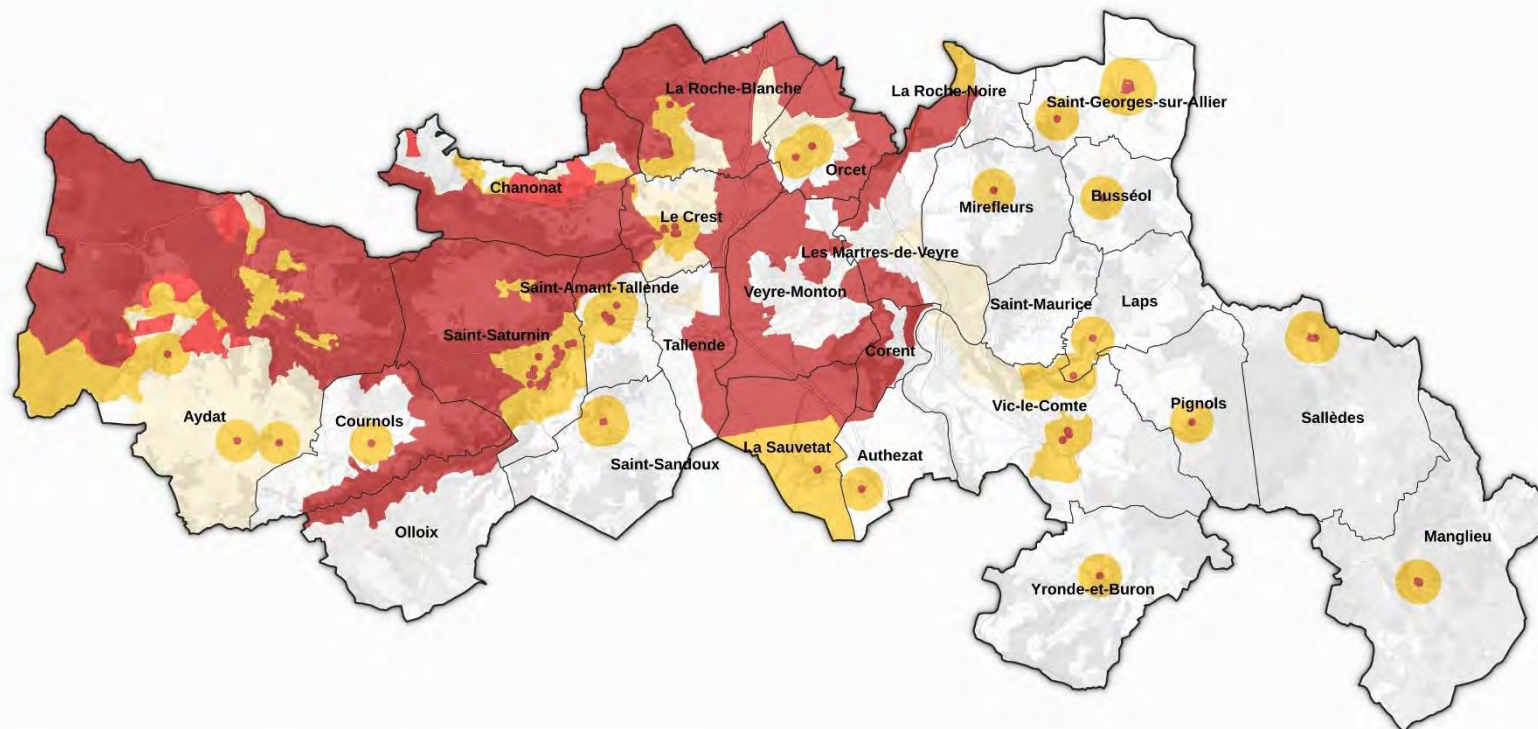 La Roche-Blanche
La Roche-Noire
Saint-Georges-sur-Allier
Orcet
Chanonat
Mirefleurs
Busséol
Le Crest
Les Martres-de-Veyre
Saint-Amant-Tallende
Veyre-Monton
Saint-Maurice
Laps
Saint-Saturnin
Tallende
Corent
Aydat
Cournols
Vic-le-Comte
Pignols
Sallèdes
La Sauvetat
Authezat
Saint-Sandoux
Olloix
Manglieu
Yronde-et-Buron